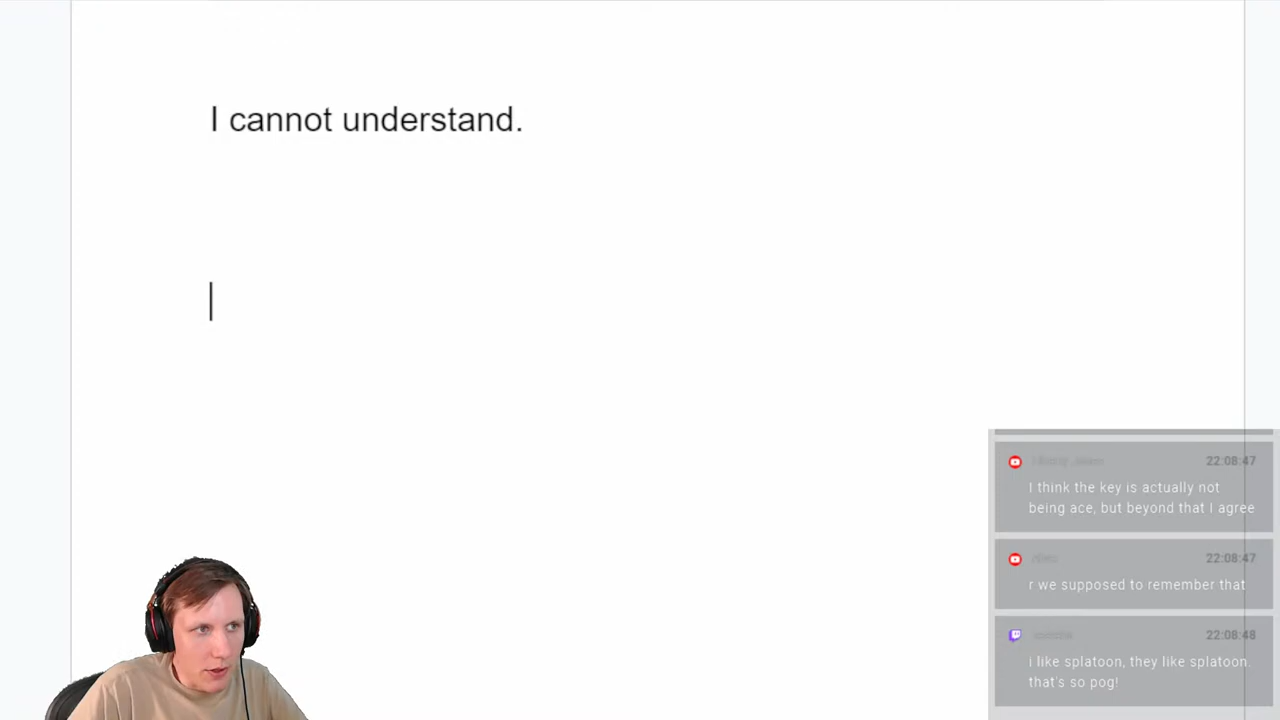 I cannot understand.
22:08:47
I think the key is actually not
being ace, but beyond that I agree
22:08:47
r we supposed to remember that
22:08:48
i like splatoon, they like splatoon.
that's so pog!